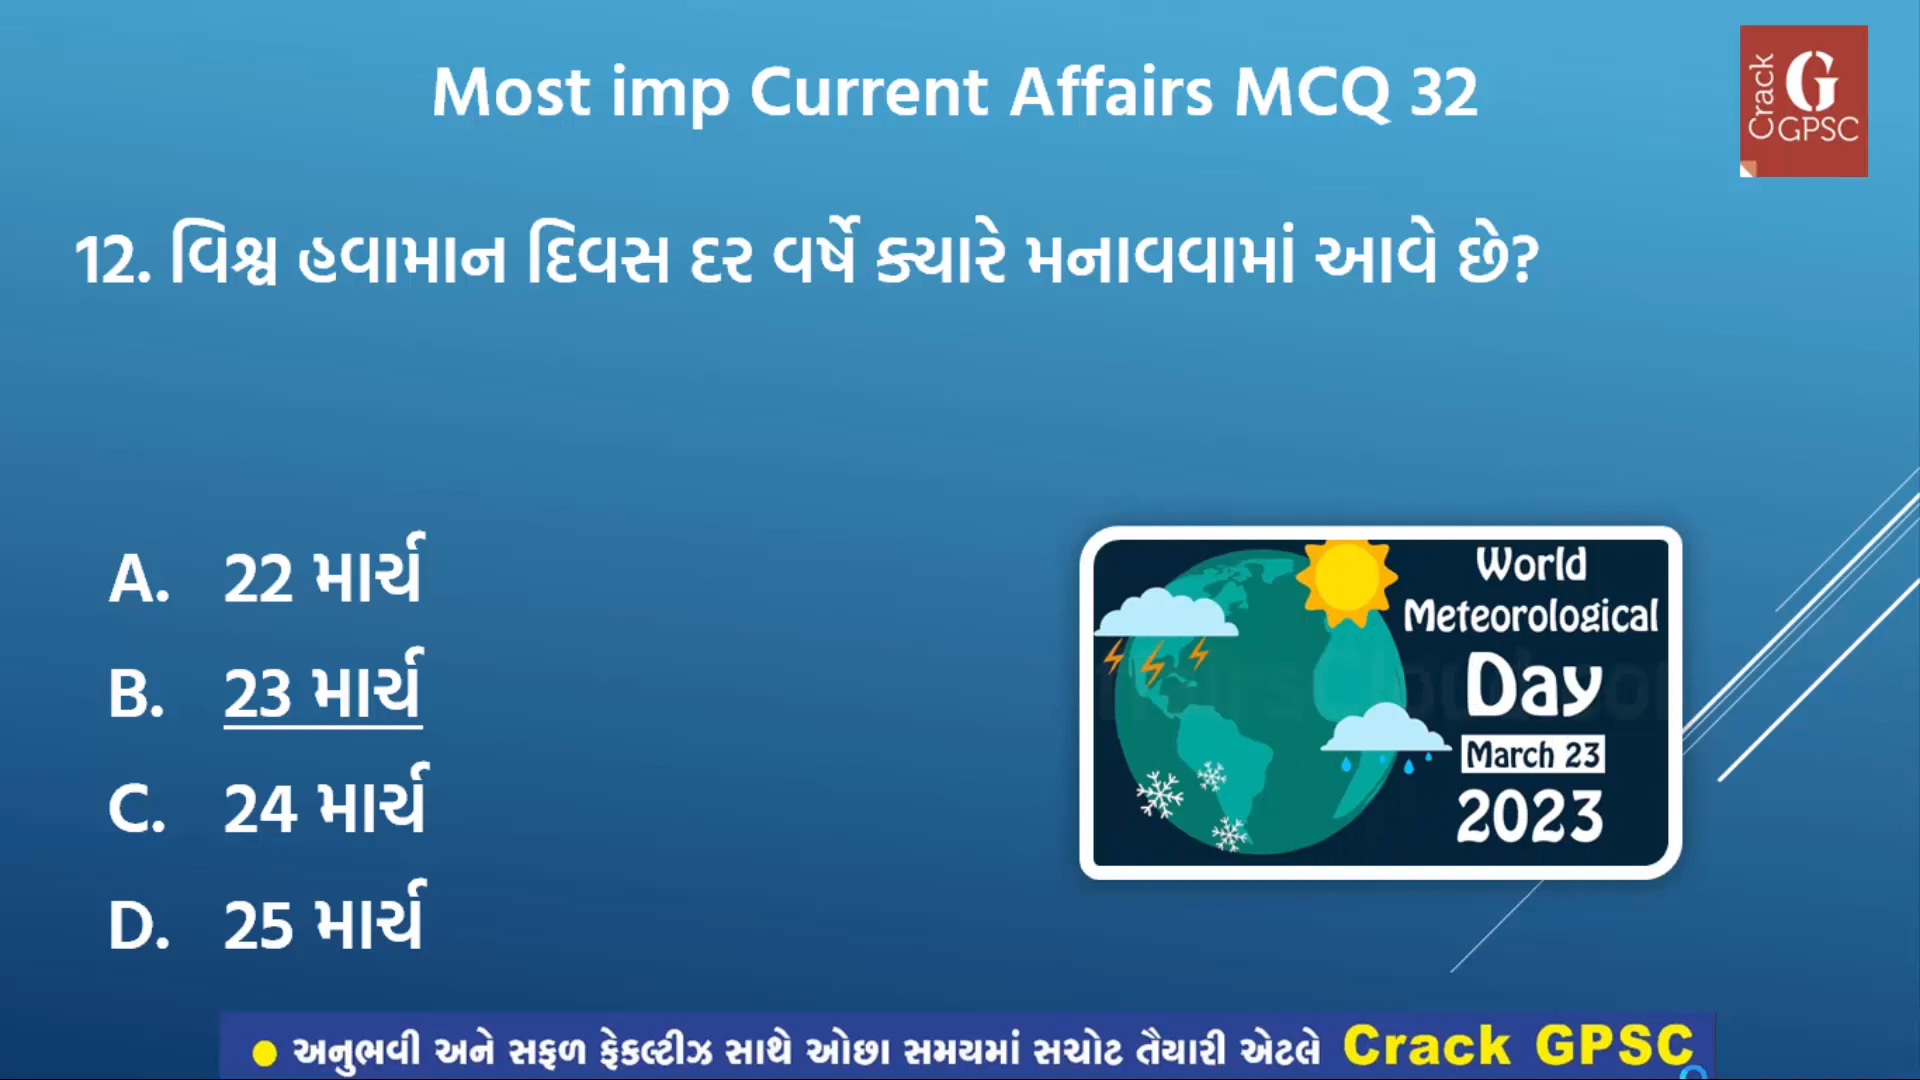 Most imp Current Affairs MCQ 32
Crack
G
GPSC
12. વિશ્વ હવામાન દિવસ દર વર્ષે ક્યારે મનાવવામાં આવે છે?
A. 22 માર્ચ
B. 23 માર્ચ
C. 24 માર્ચ
D. 25 માર્ચ
World
Meteorological
Day
March 23
2023
અનુભવી અને સફળ ફેકલ્ટીઝ સાથે ઓછા સમયમાં સચોટ તૈયારી એટલે Crack GPSC